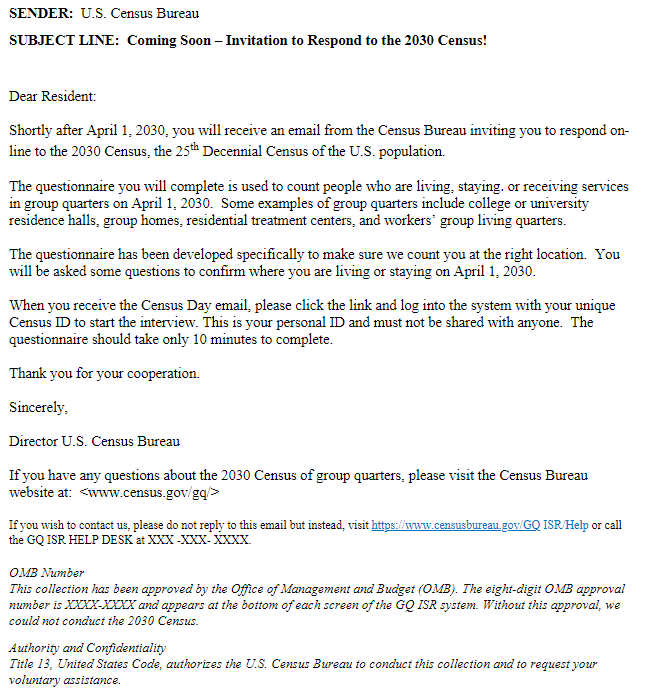 SENDER: U.S. Census Bureau
SUBJECT LINE: Coming Soon – Invitation to Respond to the 2030 Census!
Dear Resident:
Shortly after April 1, 2030, you will receive an email from the Census Bureau inviting you to respond on-
line to the 2030 Census, the 25th Decennial Census of the U.S. population.
The questionnaire you will complete is used to count people who are living, staying. or receiving services
in group quarters on April 1, 2030. Some examples of group quarters include college or university
residence halls, group homes, residential treatment centers, and workers’ group living quarters.
The questionnaire has been developed specifically to make sure we count you at the right location. You
will be asked some questions to confirm where you are living or staying on April 1, 2030.
When you receive the Census Day email, please click the link and log into the system with your unique
Census ID to start the interview. This is your personal ID and must not be shared with anyone. The
questionnaire should take only 10 minutes to complete.
Thank you for your cooperation.
Sincerely,
Director U.S. Census Bureau
If you have any questions about the 2030 Census of group quarters, please visit the Census Bureau
website at: <www.census.gov/gq/>
If you wish to contact us, please do not reply to this email but instead, visit https://www.censusbureau.gov/GQ ISR/Help or call
the GQ ISR HELP DESK at XXX -XXX- XXXX.
OMB Number
This collection has been approved by the Office of Management and Budget (OMB). The eight-digit OMB approval
number is XXXX-XXXX and appears at the bottom of each screen of the GQ ISR system. Without this approval, we
could not conduct the 2030 Census.
Authority and Confidentiality
Title 13, United States Code, authorizes the U.S. Census Bureau to conduct this collection and to request your
voluntary assistance.